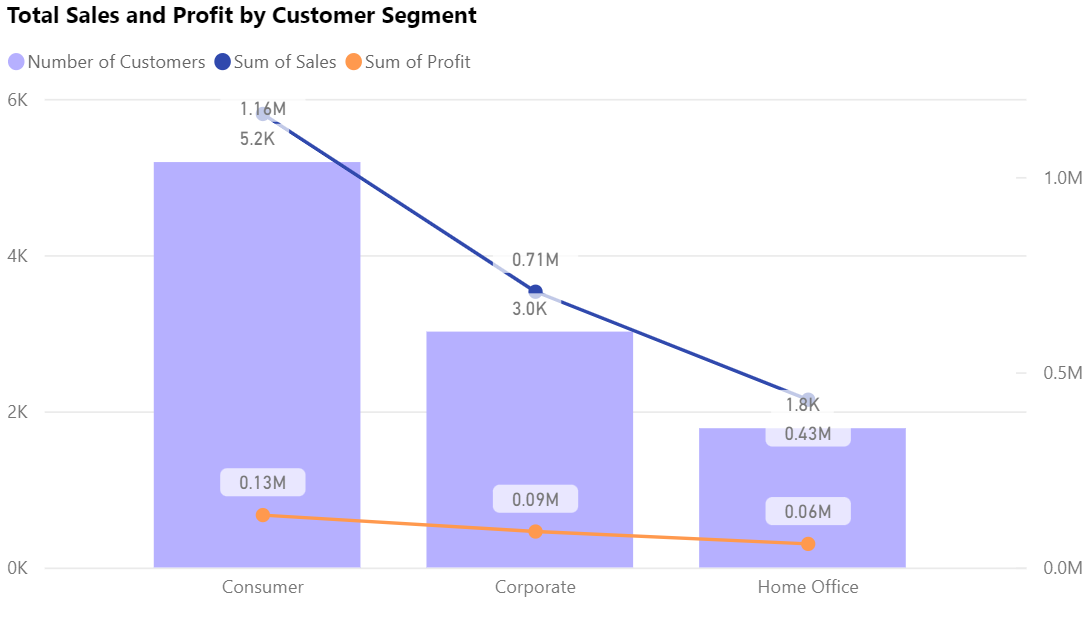 Total Sales and Profit by Customer Segment
Number of Customers Sum of Sales Sum of Profit
6K
1.16M
5.2K
1.0M
4K
0.71M
3.0K
0.5M
2K
1.8K
0.43M
0.13M
0.09M
0.06M
0K
0.0M
Consumer Corporate Home Office